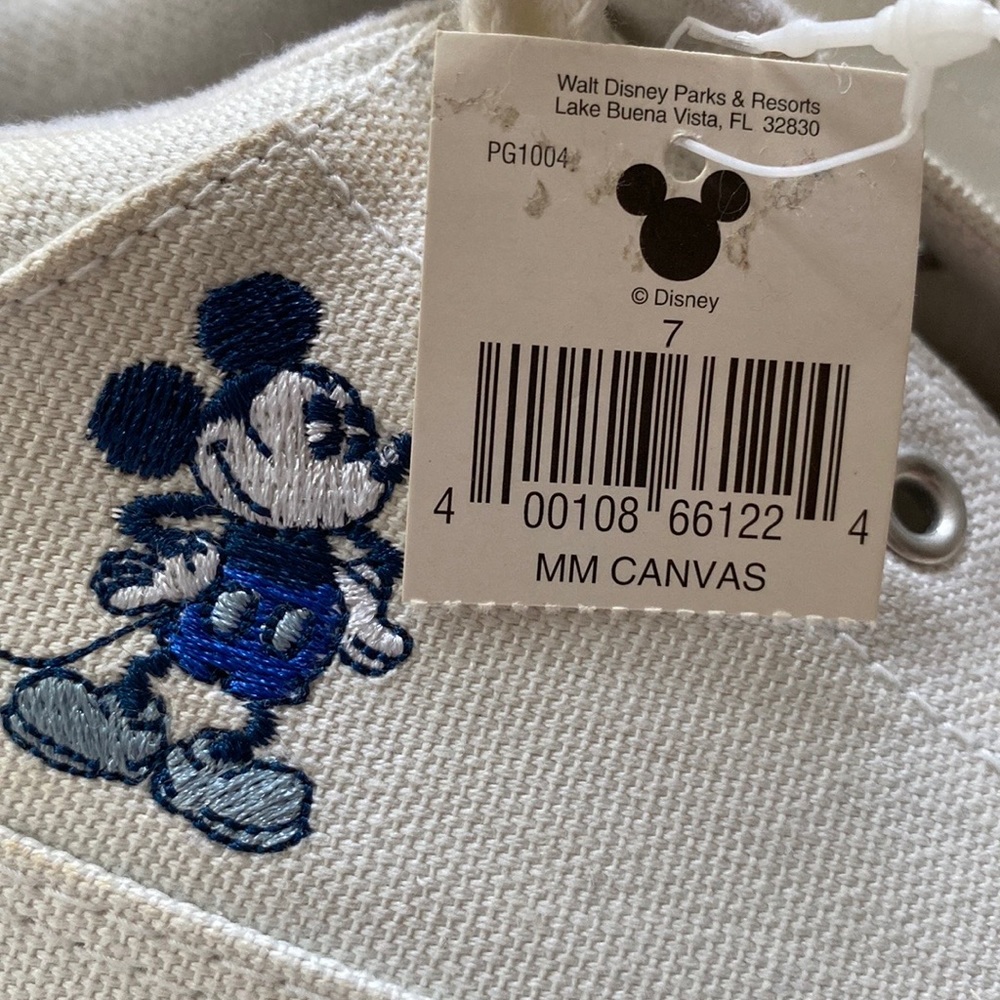 Walt Disney Parks & Resorts
Lake Buena Vista, FL 32830
PG1004
© Disney
7
4 00108 66122 4
MM CANVAS